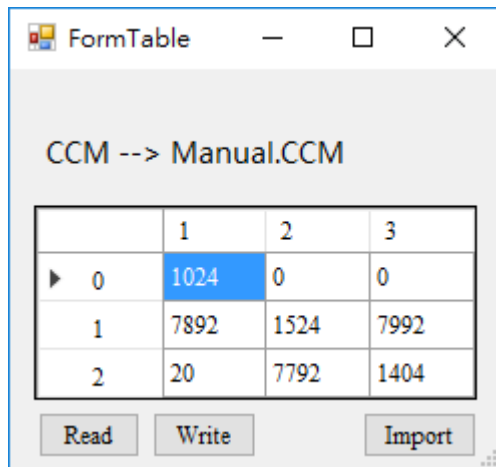 FormTable
CCM --> Manual.CCM
1 2 3
0 1024 0 0
1 7892 1524 7992
2 20 7792 1404
Read Write Import